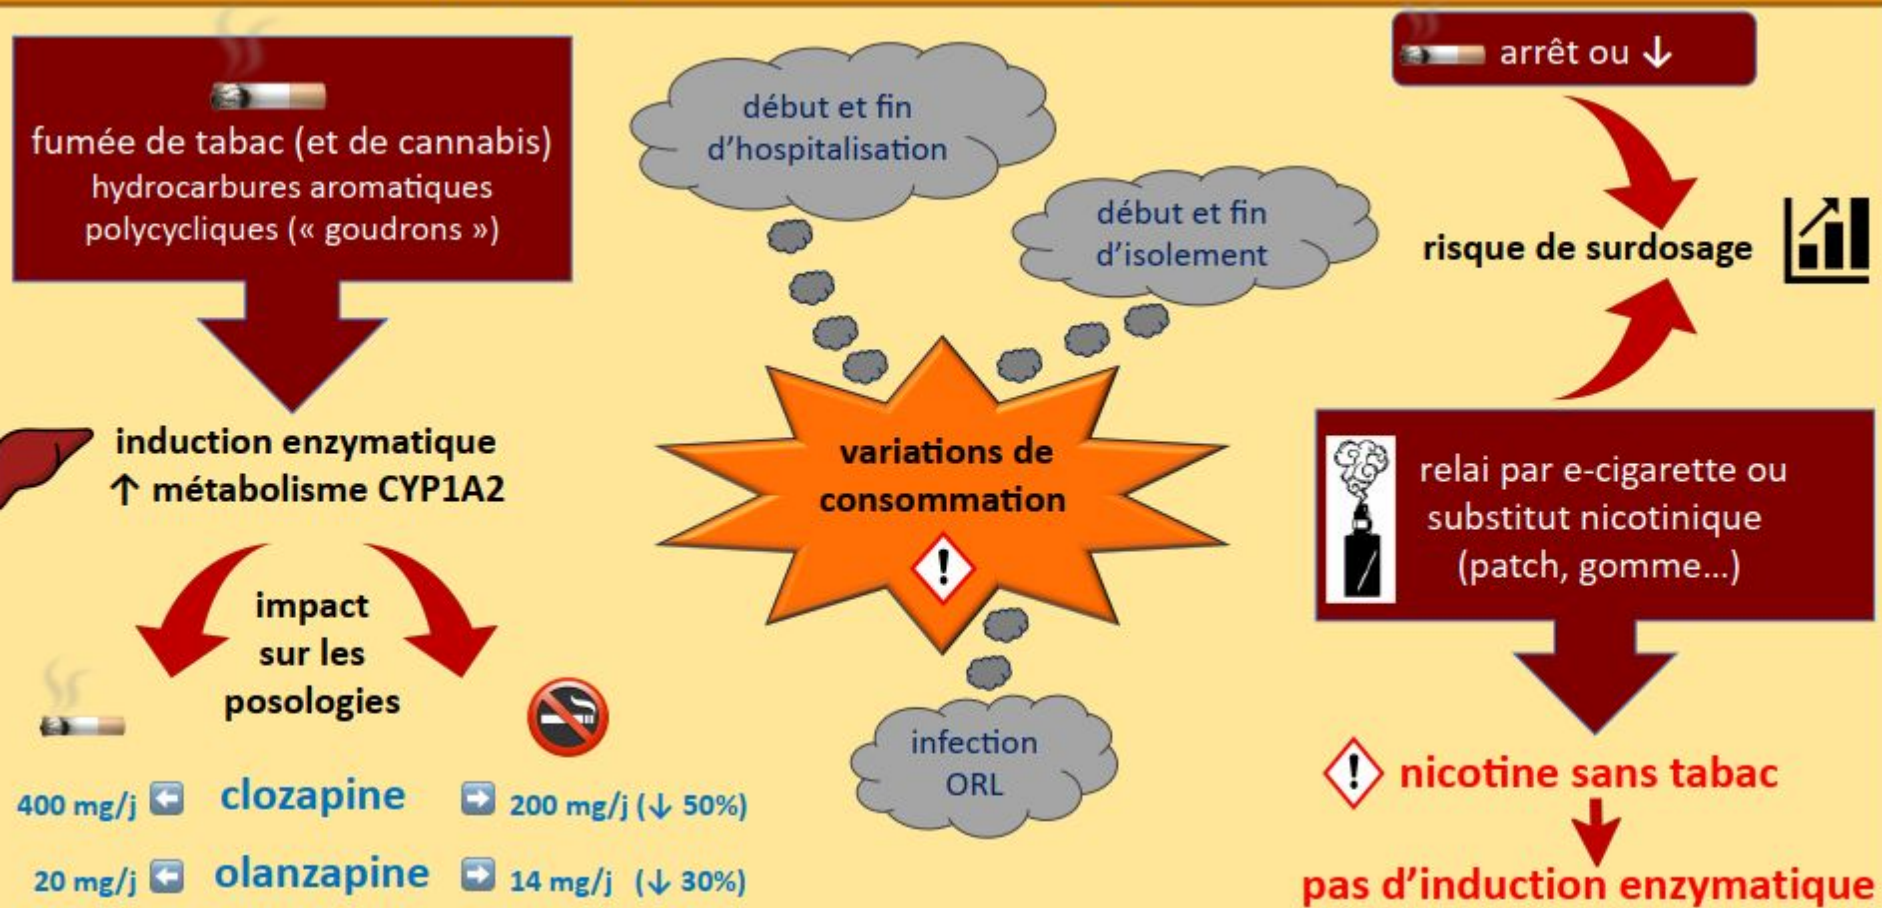 fumée de tabac (et de cannabis)
hydrocarbures aromatiques
polycycliques (« goudrons »)
induction enzymatique
↑ métabolisme CYP1A2
impact
sur les
posologies
400 mg/j ⬅ clozapine ➡ 200 mg/j (↓ 50%)
20 mg/j ⬅ olanzapine ➡ 14 mg/j (↓ 30%)
début et fin
d'hospitalisation
début et fin
d'isolement
variations de
consommation
!
infection
ORL
arrêt ou ↓
risque de surdosage
relai par e-cigarette ou
substitut nicotinique
(patch, gomme...)
! nicotine sans tabac
pas d'induction enzymatique